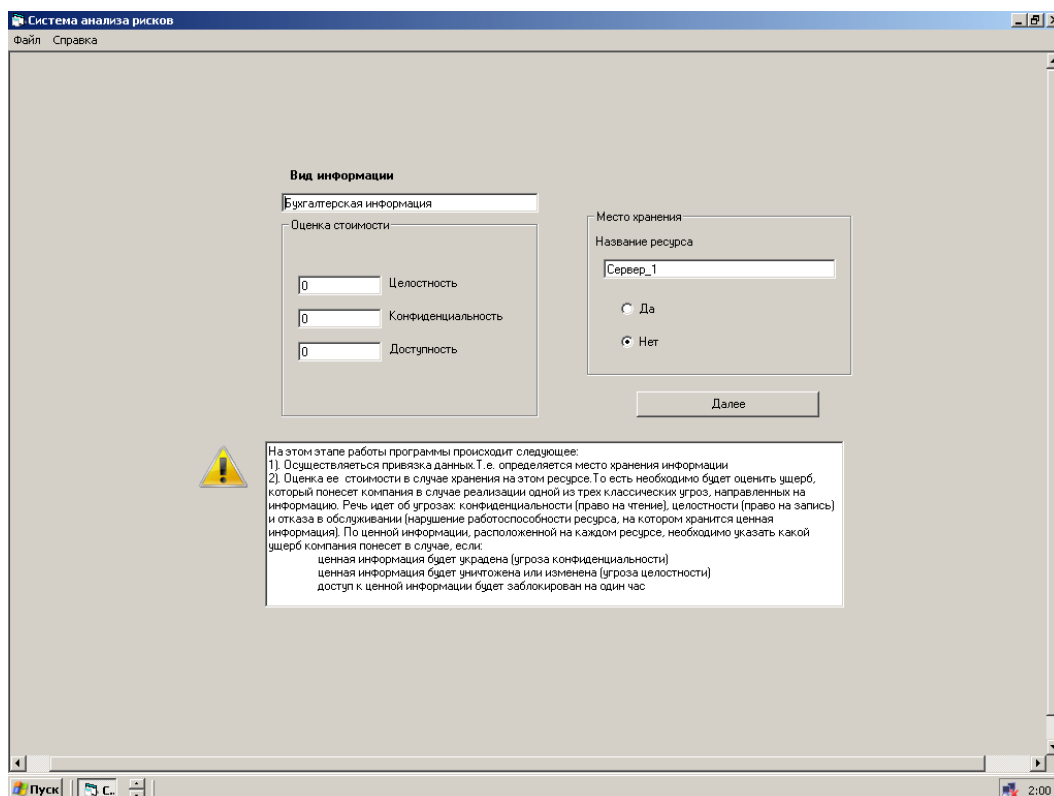 Система анализа рисков
Файл Справка
Вид информации
Бухгалтерская информация
Оценка стоимости
0 Целостность
0 Конфиденциальность
0 Доступность
Место хранения
Название ресурса
Сервер_1
Да
Нет
Далее
На этом этапе работы программы происходит следующее:
1). Осуществляеться привязка данных.Т.е. определяется место хранения информации
2). Оценка ее стоимости в случае хранения на этом ресурсе.То есть необходимо будет оценить ущерб,
который понесет компания в случае реализации одной из трех классических угроз, направленных на
информацию. Речь идет об угрозах: конфиденциальности (право на чтение), целостности (право на запись)
и отказа в обслуживании (нарушение работоспособности ресурса, на котором хранится ценная
информация). По ценной информации, расположенной на каждом ресурсе, необходимо указать какой
ущерб компания понесет в случае, если:
ценная информация будет украдена (угроза конфиденциальности)
ценная информация будет уничтожена или изменена (угроза целостности)
доступ к ценной информации будет заблокирован на один час
Пуск С.. 2:00